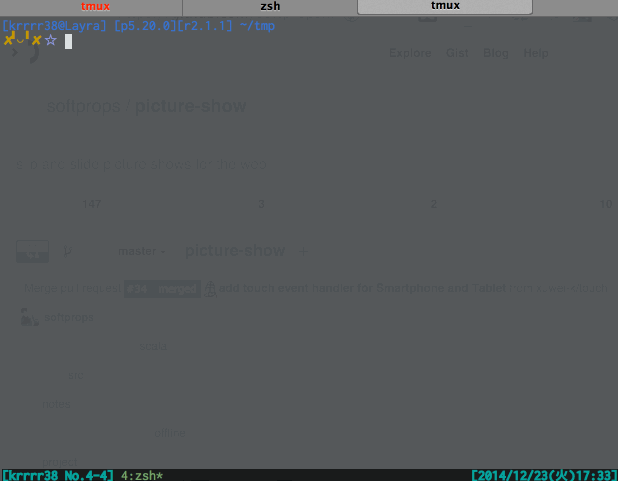 tmux zsh tmux
[krrrr38@Layra] [p5.20.0][r2.1.1] ~/tmp
✘╹◡╹✘☆
Explore Gist Blog Help
softprops / picture-show
147 3 2 10
master picture-show +
#34 merged add touch event handler for Smartphone and Tablet
softprops
[krrrr38 No.4-4] 4:zsh* [2014/12/23(火)17:33]